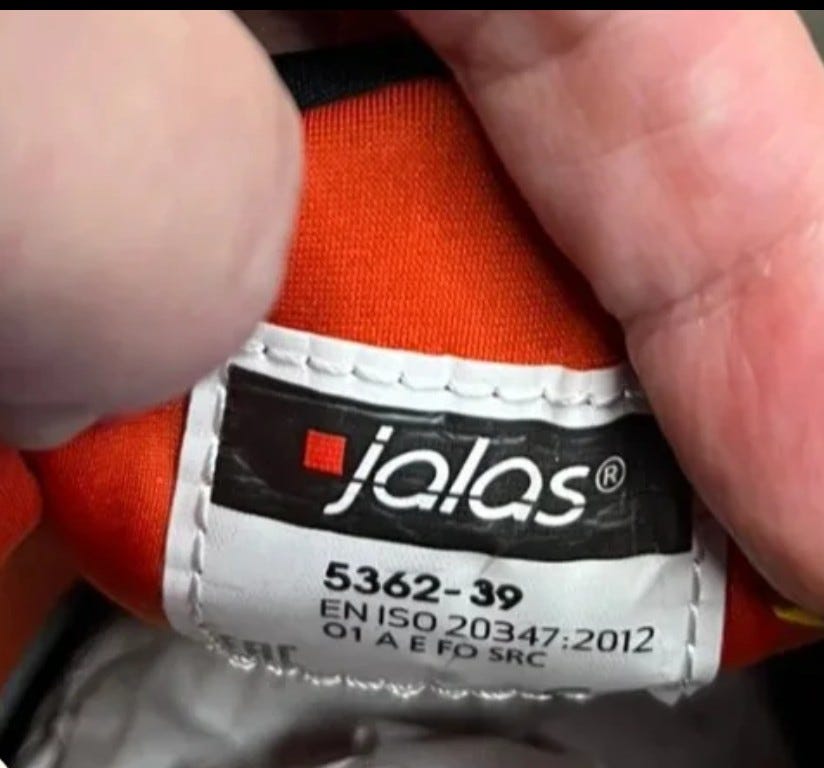 jalas®
5362-39
EN ISO 20347:2012
O1 A E FO SRC